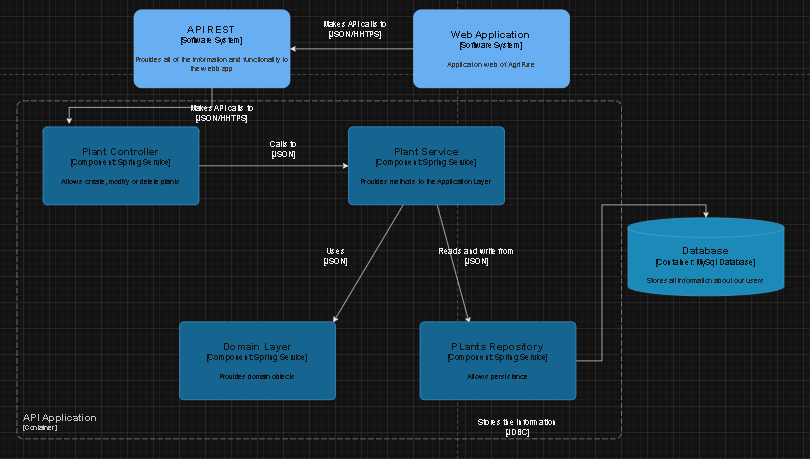 API REST
[Software System]
Provides all of the information and functionality to
the webb app
Makes API calls to
[JSON/HHTPS]
Web Application
[Software System]
Application web of AgriPure
Makes API calls to
[JSON/HHTPS]
Plant Controller
[Component: Spring Service]
Allows create, modify or delete plants
Calls to
[JSON]
Plant Service
[Component: Spring Service]
Provides methods to the Application Layer
Uses
[JSON]
Reads and write from
[JSON]
Database
[Container: MySql Database]
Stores all information about our users
Domain Layer
[Component: Spring Service]
Provides domain objects
PLants Repository
[Component: Spring Service]
Allows persistence
API Application
[Container]
Stores the information
[JDBC]